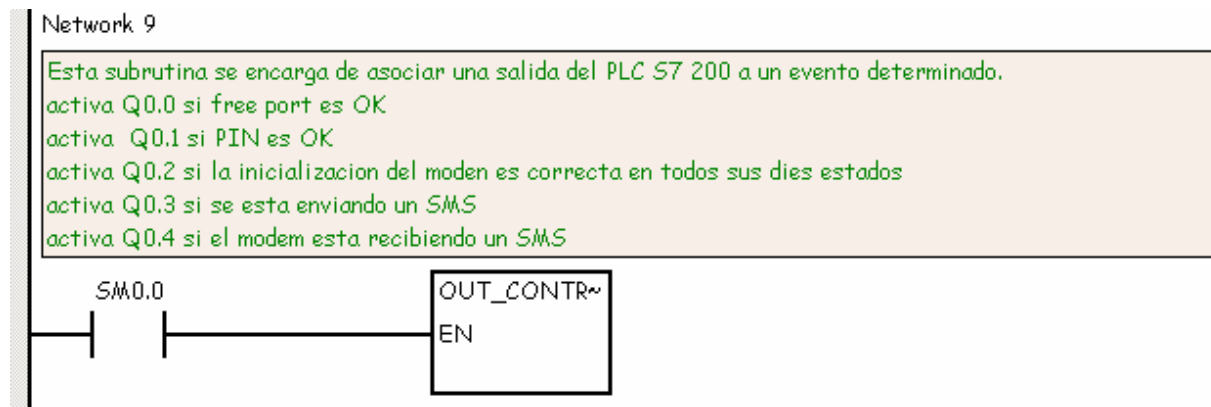 Network 9
Esta subrutina se encarga de asociar una salida del PLC S7 200 a un evento determinado.
activa Q0.0 si free port es OK
activa Q0.1 si PIN es OK
activa Q0.2 si la inicializacion del moden es correcta en todos sus dies estados
activa Q0.3 si se esta enviando un SMS
activa Q0.4 si el modem esta recibiendo un SMS
SM0.0
OUT_CONTR~
EN